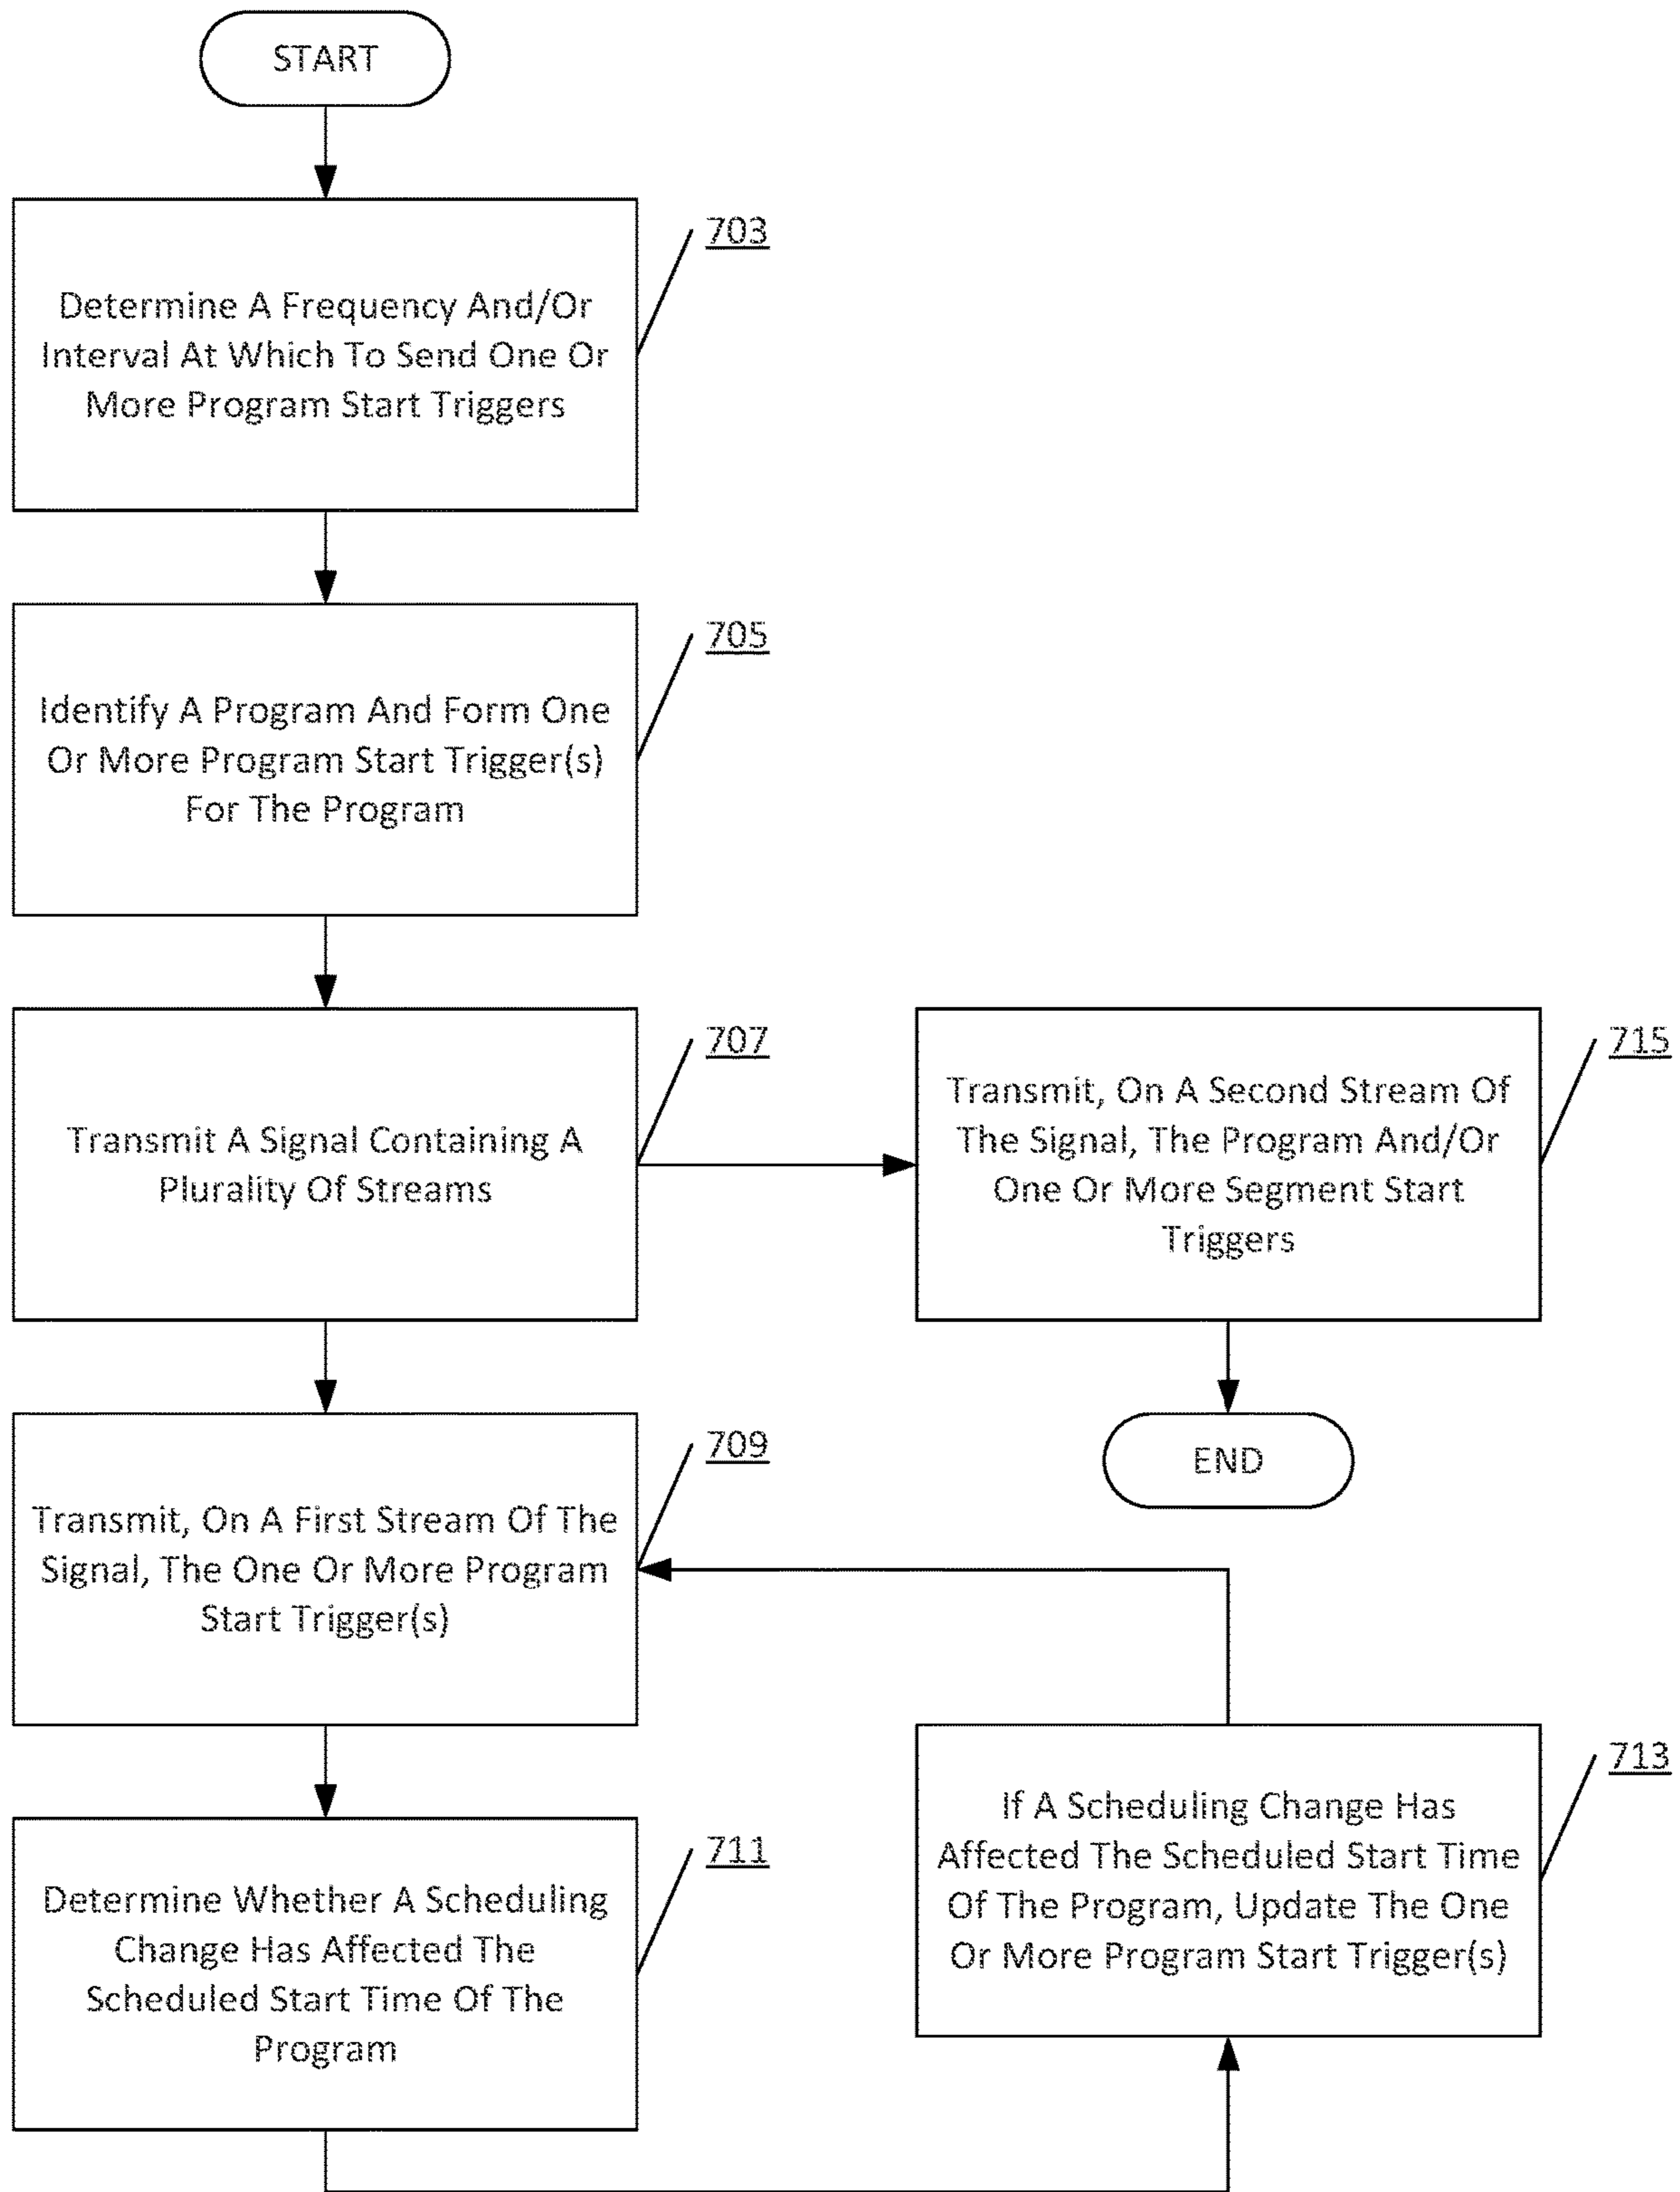 START
703
Determine A Frequency And/Or
Interval At Which To Send One Or
More Program Start Triggers
705
Identify A Program And Form One
Or More Program Start Trigger(s)
For The Program
707
Transmit A Signal Containing A
Plurality Of Streams
715
Transmit, On A Second Stream Of
The Signal, The Program And/Or
One Or More Segment Start
Triggers
END
709
Transmit, On A First Stream Of The
Signal, The One Or More Program
Start Trigger(s)
711
Determine Whether A Scheduling
Change Has Affected The
Scheduled Start Time Of The
Program
713
If A Scheduling Change Has
Affected The Scheduled Start Time
Of The Program, Update The One
Or More Program Start Trigger(s)